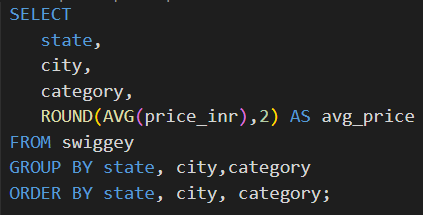 SELECT
state,
city,
category,
ROUND(AVG(price_inr),2) AS avg_price
FROM swiggey
GROUP BY state, city,category
ORDER BY state, city, category;